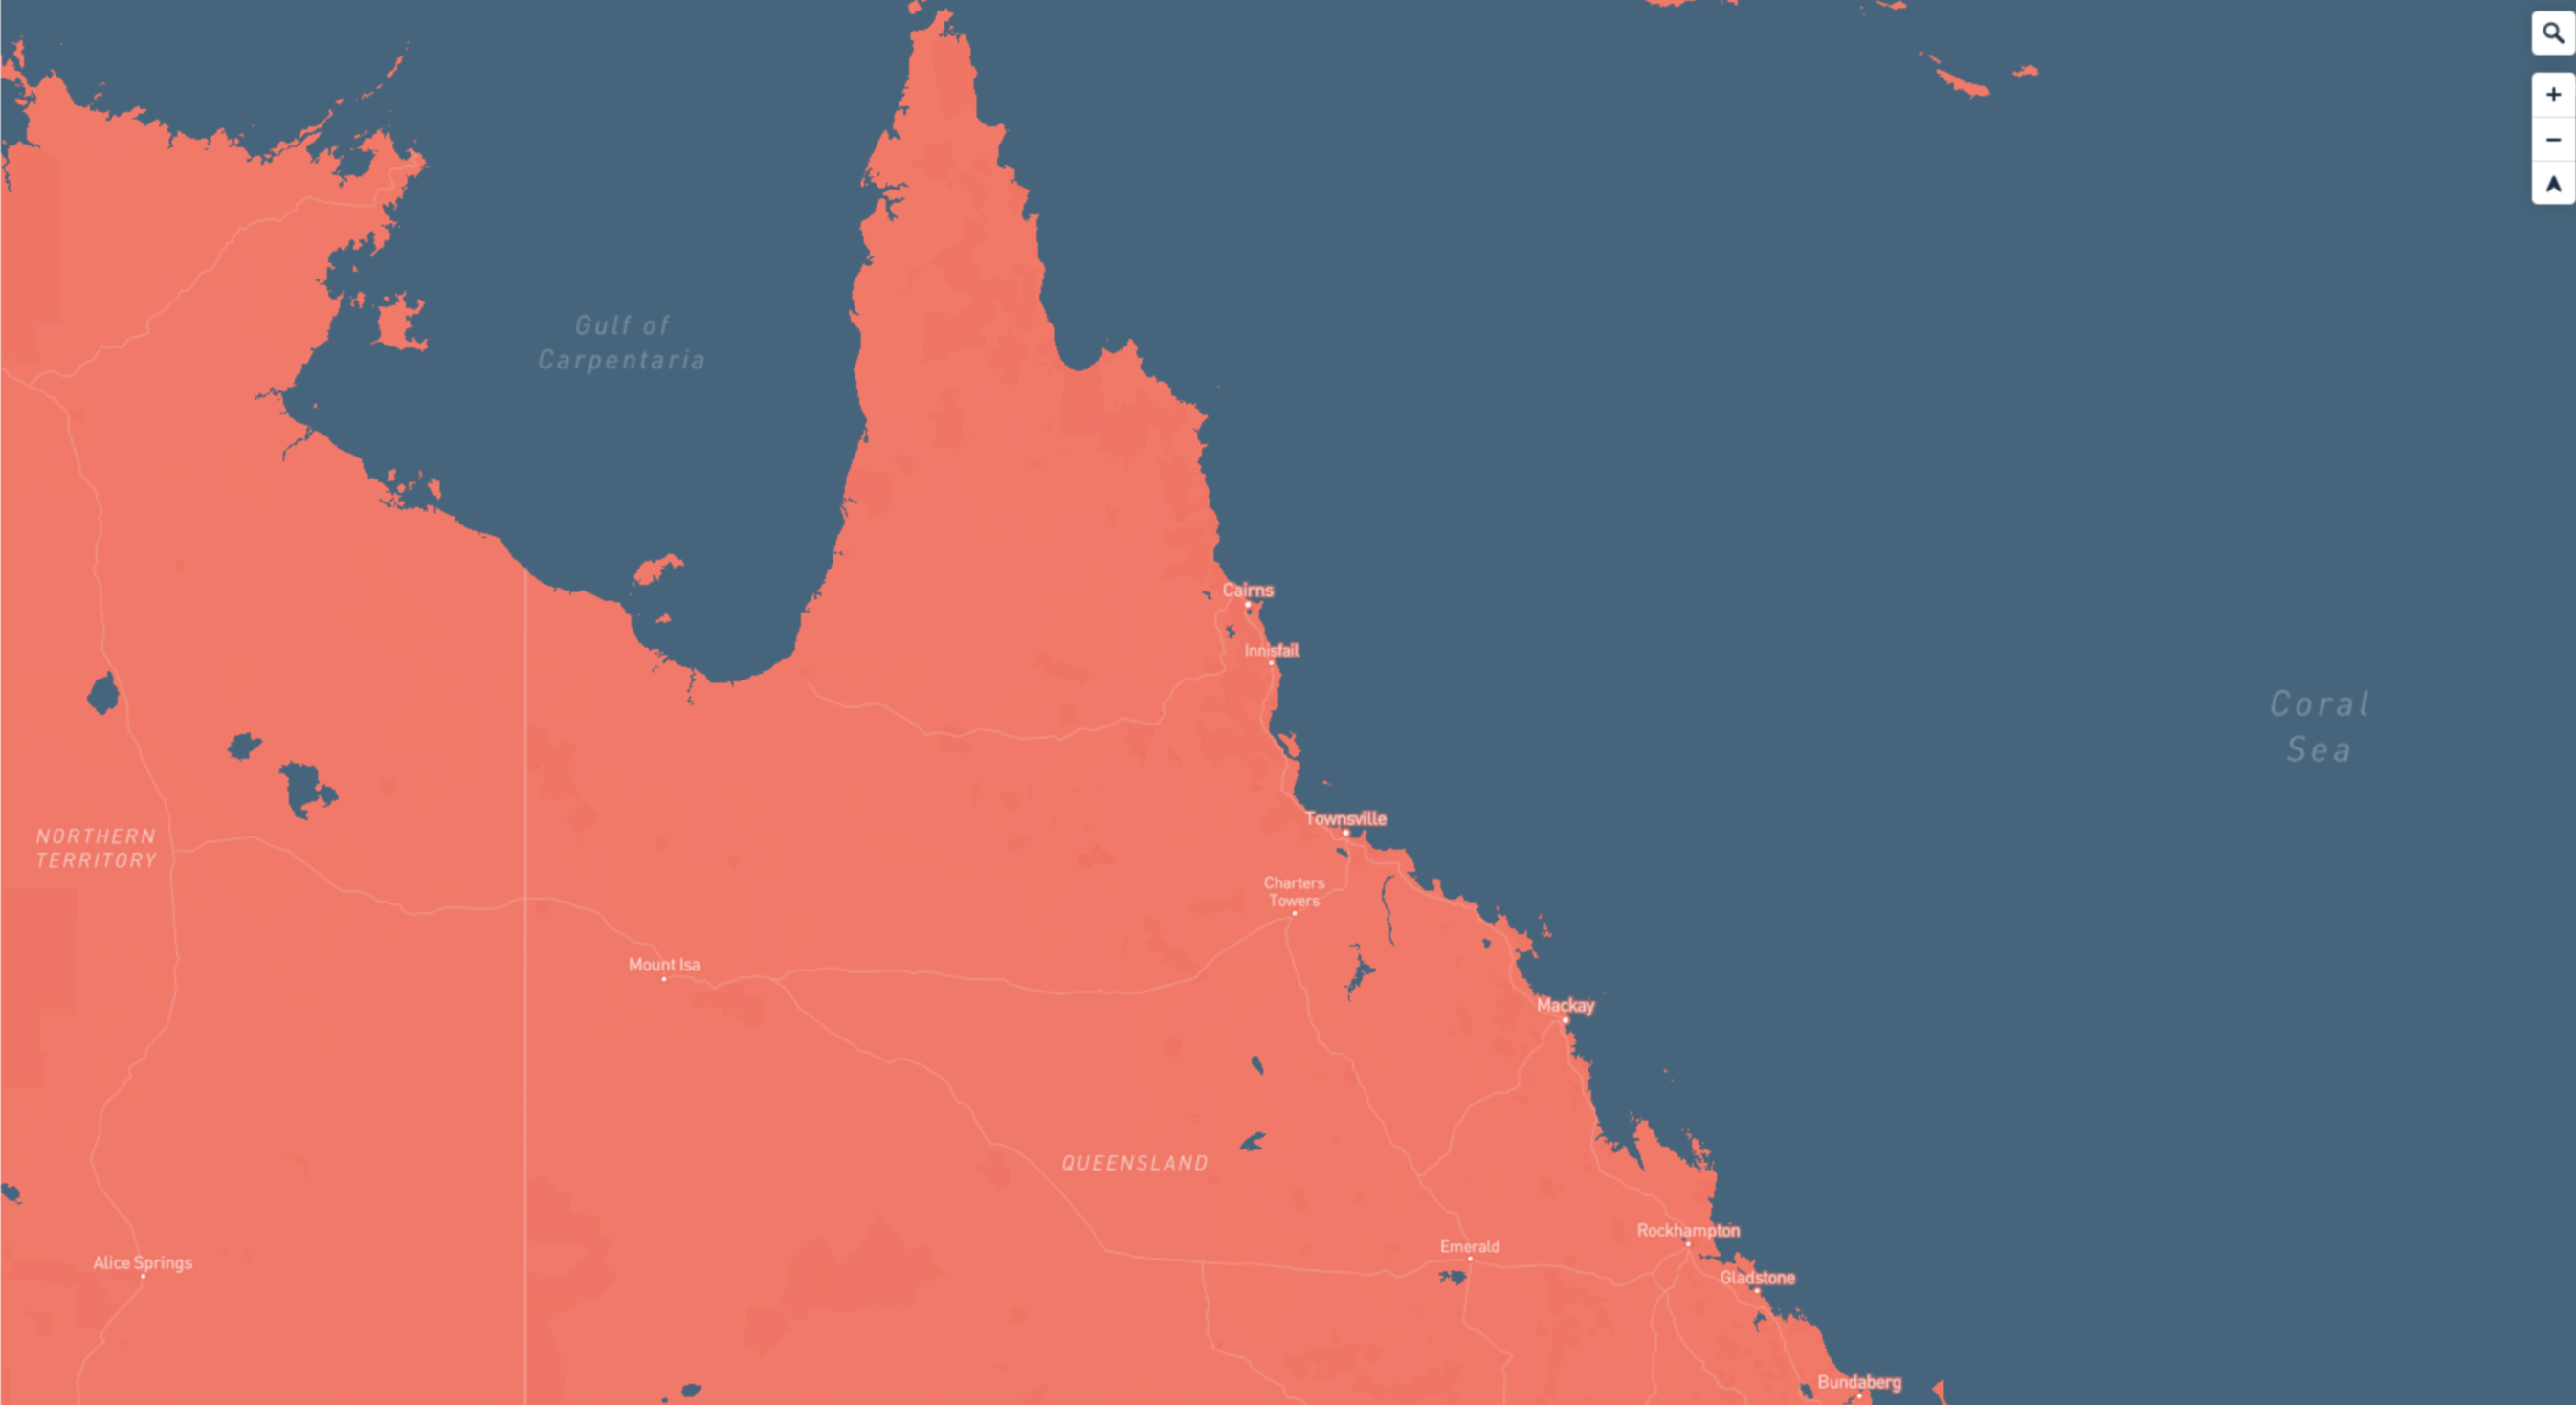 Gulf of
Carpentaria
Cairns
Innisfail
Coral
Sea
Townsville
NORTHERN
TERRITORY
Charters
Towers
Mount Isa
Mackay
QUEENSLAND
Rockhampton
Emerald
Alice Springs
Gladstone
Bundaberg